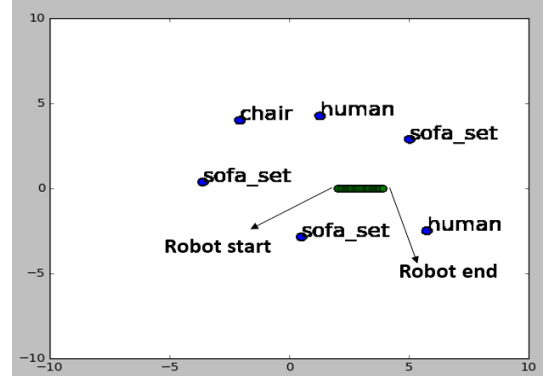 10
5
0
−5
−10
chair
human
sofa_set
sofa_set
sofa_set
human
Robot start
Robot end
−10
−5
0
5
10